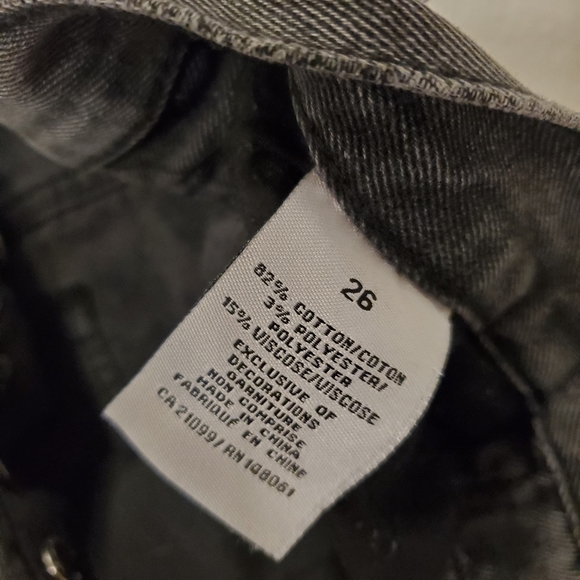 26
82% COTTON/COTON
3% POLYESTER/
POLYESTER
15% VISCOSE/VISCOSE
EXCLUSIVE OF
DECORATIONS
NON COMPRISE
GARNITURES
MADE IN CHINA
FABRIQUÉ EN CHINE
CA 21099/RN 108061